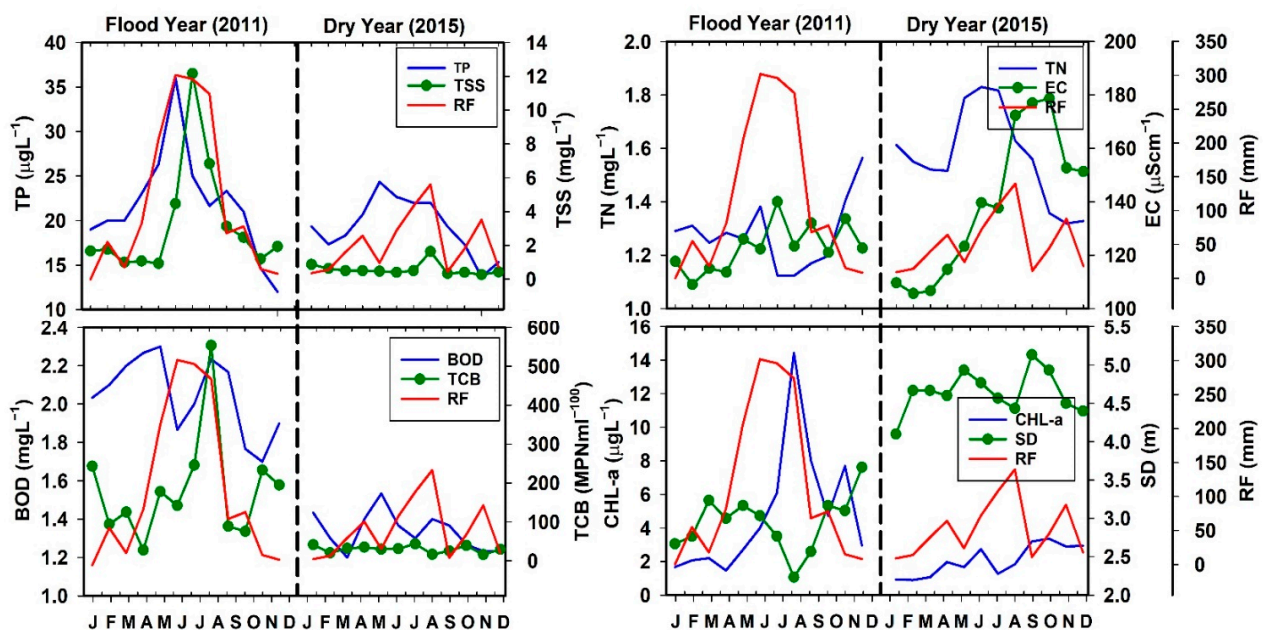 Flood Year (2011) Dry Year (2015) Flood Year (2011) Dry Year (2015)
40 35 30 25 20 15 10
TP (µgL⁻¹)
TP
TSS
RF
14 12 10 8 6 4 2 0
TSS (mgL⁻¹)
2.0 1.8 1.6 1.4 1.2 1.0
TN (mgL⁻¹)
TN
EC
RF
200 180 160 140 120 100
EC (µScm⁻¹)
350 300 250 200 150 100 50 0
RF (mm)
2.4 2.2 2.0 1.8 1.6 1.4 1.2 1.0
BOD (mgL⁻¹)
BOD
TCB
RF
600 500 400 300 200 100 0
TCB (MPNml⁻¹⁰⁰)
16 14 12 10 8 6 4 2 0
CHL-a (µgL⁻¹)
CHL-a
SD
RF
5.5 5.0 4.5 4.0 3.5 3.0 2.5 2.0
SD (m)
350 300 250 200 150 100 50 0
RF (mm)
J F M A M J J A S O N D J F M A M J J A S O N D
J F M A M J J A S O N D J F M A M J J A S O N D